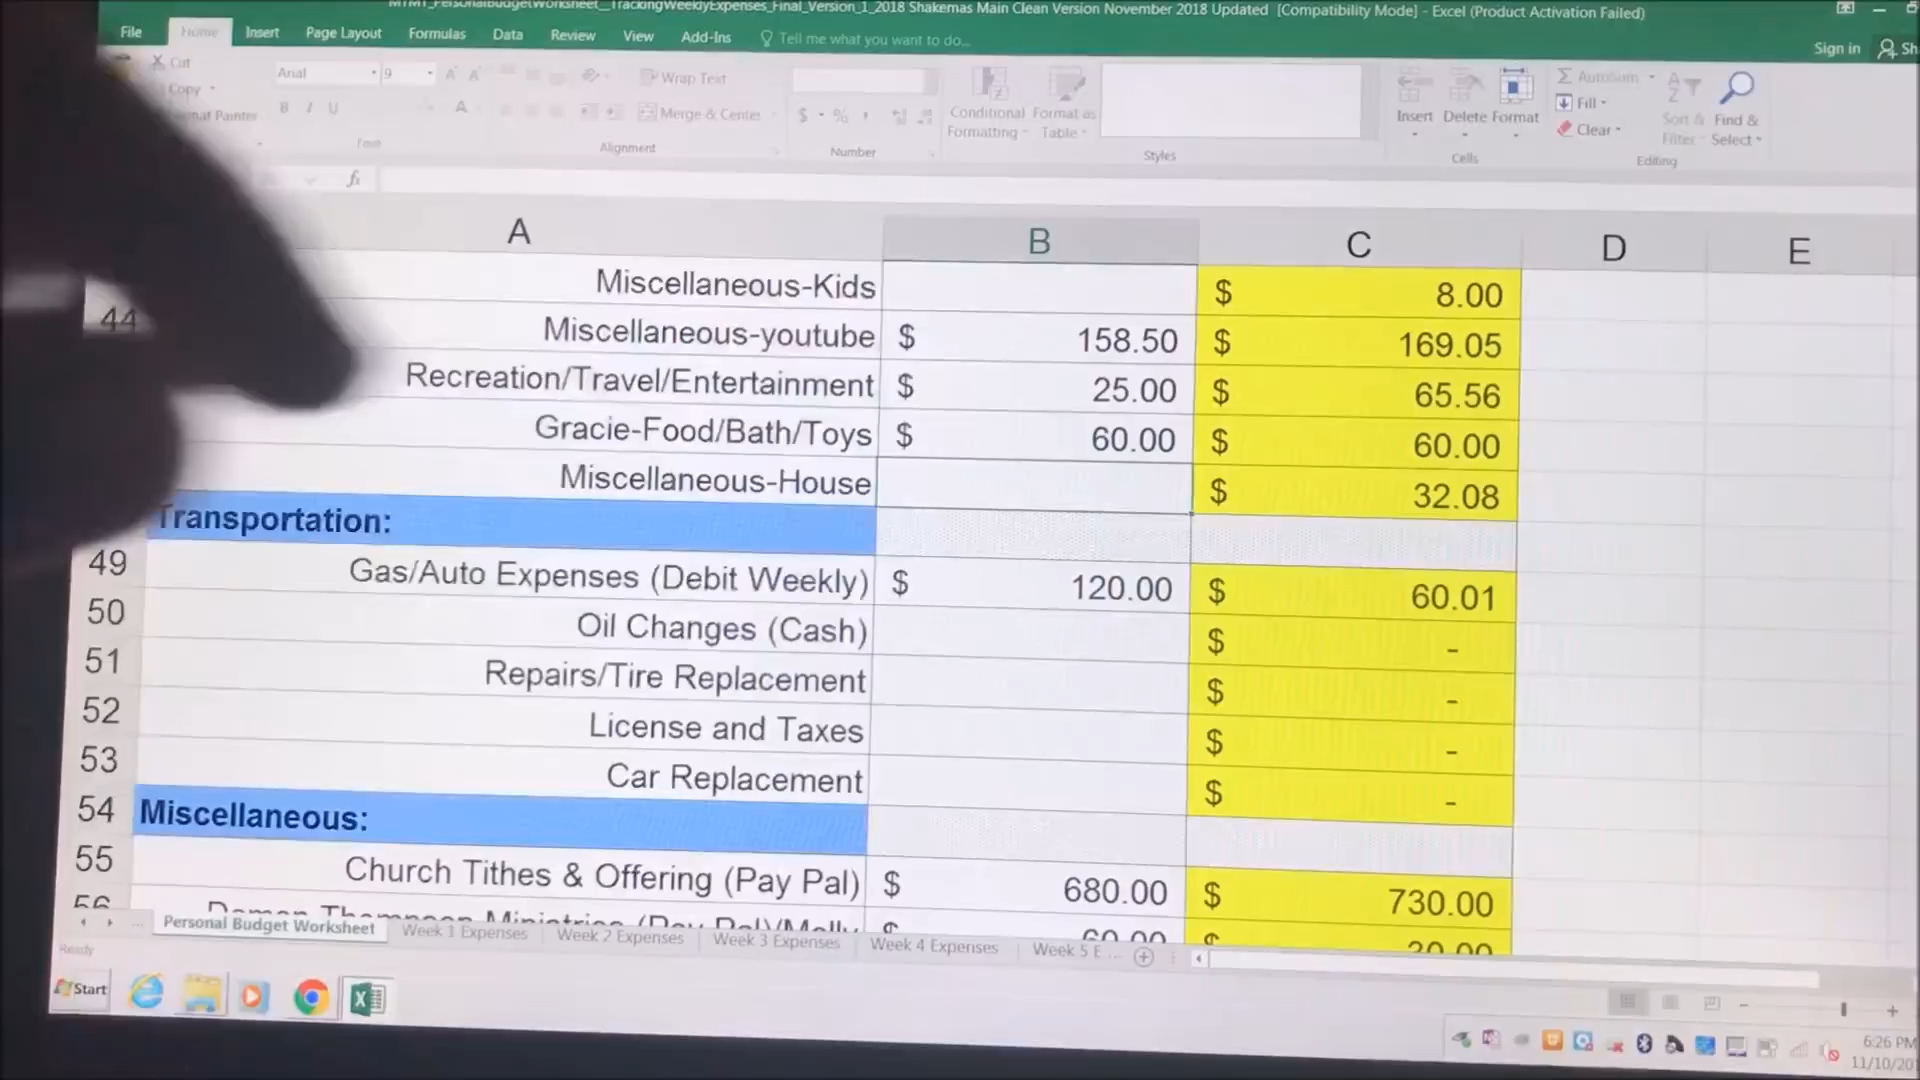 MYMT_PersonalBudgetWorksheet__TrackingWeeklyExpenses_Final_Version_1_2018 Shakemas Main Clean Version November 2018 Updated [Compatibility Mode] - Excel (Product Activation Failed)
File Home Insert Page Layout Formulas Data Review View Add-Ins Tell me what you want to do...
Sign in Sh
Cut
Copy
Painter
Arial 9
B I U
Wrap Text
Merge & Center
Alignment
$ % ,
Number
Conditional Formatting
Format as Table
Styles
Insert Delete Format
Cells
AutoSum
Fill
Clear
Sort & Filter
Find & Select
Editing
fx
A B C D E
Miscellaneous-Kids $ 8.00
44 Miscellaneous-youtube $ 158.50 $ 169.05
Recreation/Travel/Entertainment $ 25.00 $ 65.56
Gracie-Food/Bath/Toys $ 60.00 $ 60.00
Miscellaneous-House $ 32.08
Transportation:
49 Gas/Auto Expenses (Debit Weekly) $ 120.00 $ 60.01
50 Oil Changes (Cash) $ -
51 Repairs/Tire Replacement $ -
52 License and Taxes $ -
53 Car Replacement $ -
54 Miscellaneous:
55 Church Tithes & Offering (Pay Pal) $ 680.00 $ 730.00
56 Ministries (Pay Pal) $ 60.00 $ 30.00
... Personal Budget Worksheet Week 1 Expenses Week 2 Expenses Week 3 Expenses Week 4 Expenses Week 5 E ...
Ready
Start
6:26 PM
11/10/20